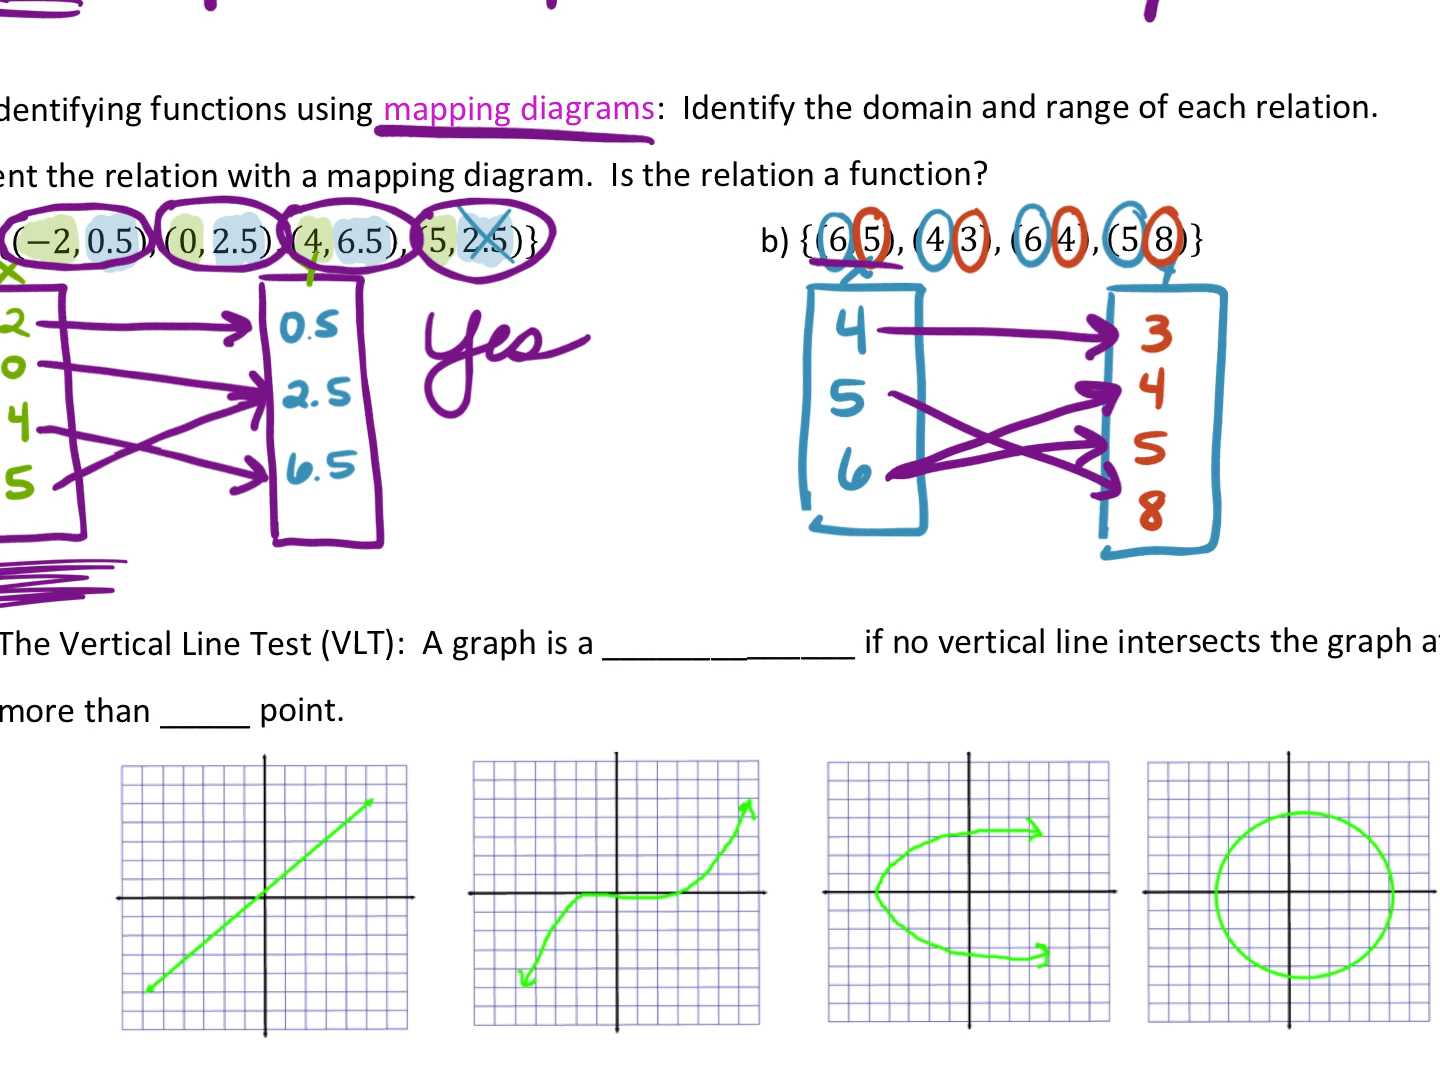 dentifying functions using mapping diagrams: Identify the domain and range of each relation.
ent the relation with a mapping diagram. Is the relation a function?
(−2, 0.5), (0, 2.5), (4, 6.5), (5, 2.5)}
b) {(6, 5), (4, 3), (6, 4), (5, 8)}
x y
2 0.5
0 2.5
4 6.5
5
yes
x y
4 3
5 4
6 5
8
The Vertical Line Test (VLT): A graph is a ______________ if no vertical line intersects the graph at
more than _____ point.